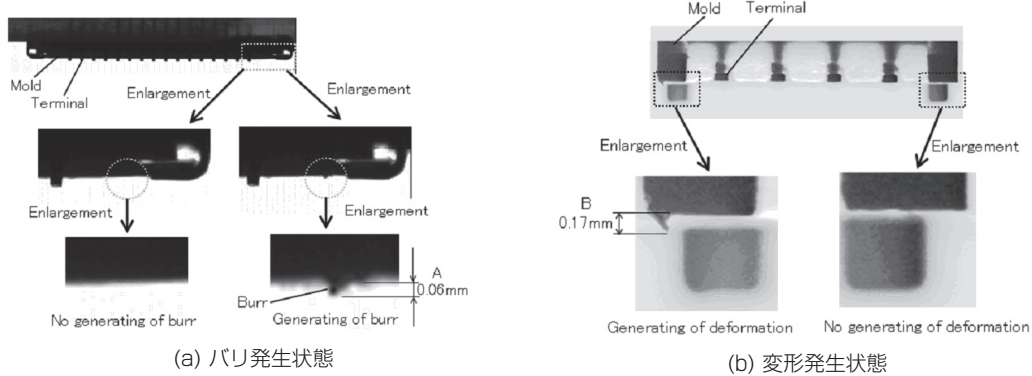 Mold
Terminal
Enlargement
Enlargement
Enlargement
Enlargement
Burr
A
0.06mm
No generating of burr
Generating of burr
(a) バリ発生状態
Mold
Terminal
Enlargement
Enlargement
B
0.17mm
Generating of deformation
No generating of deformation
(b) 変形発生状態